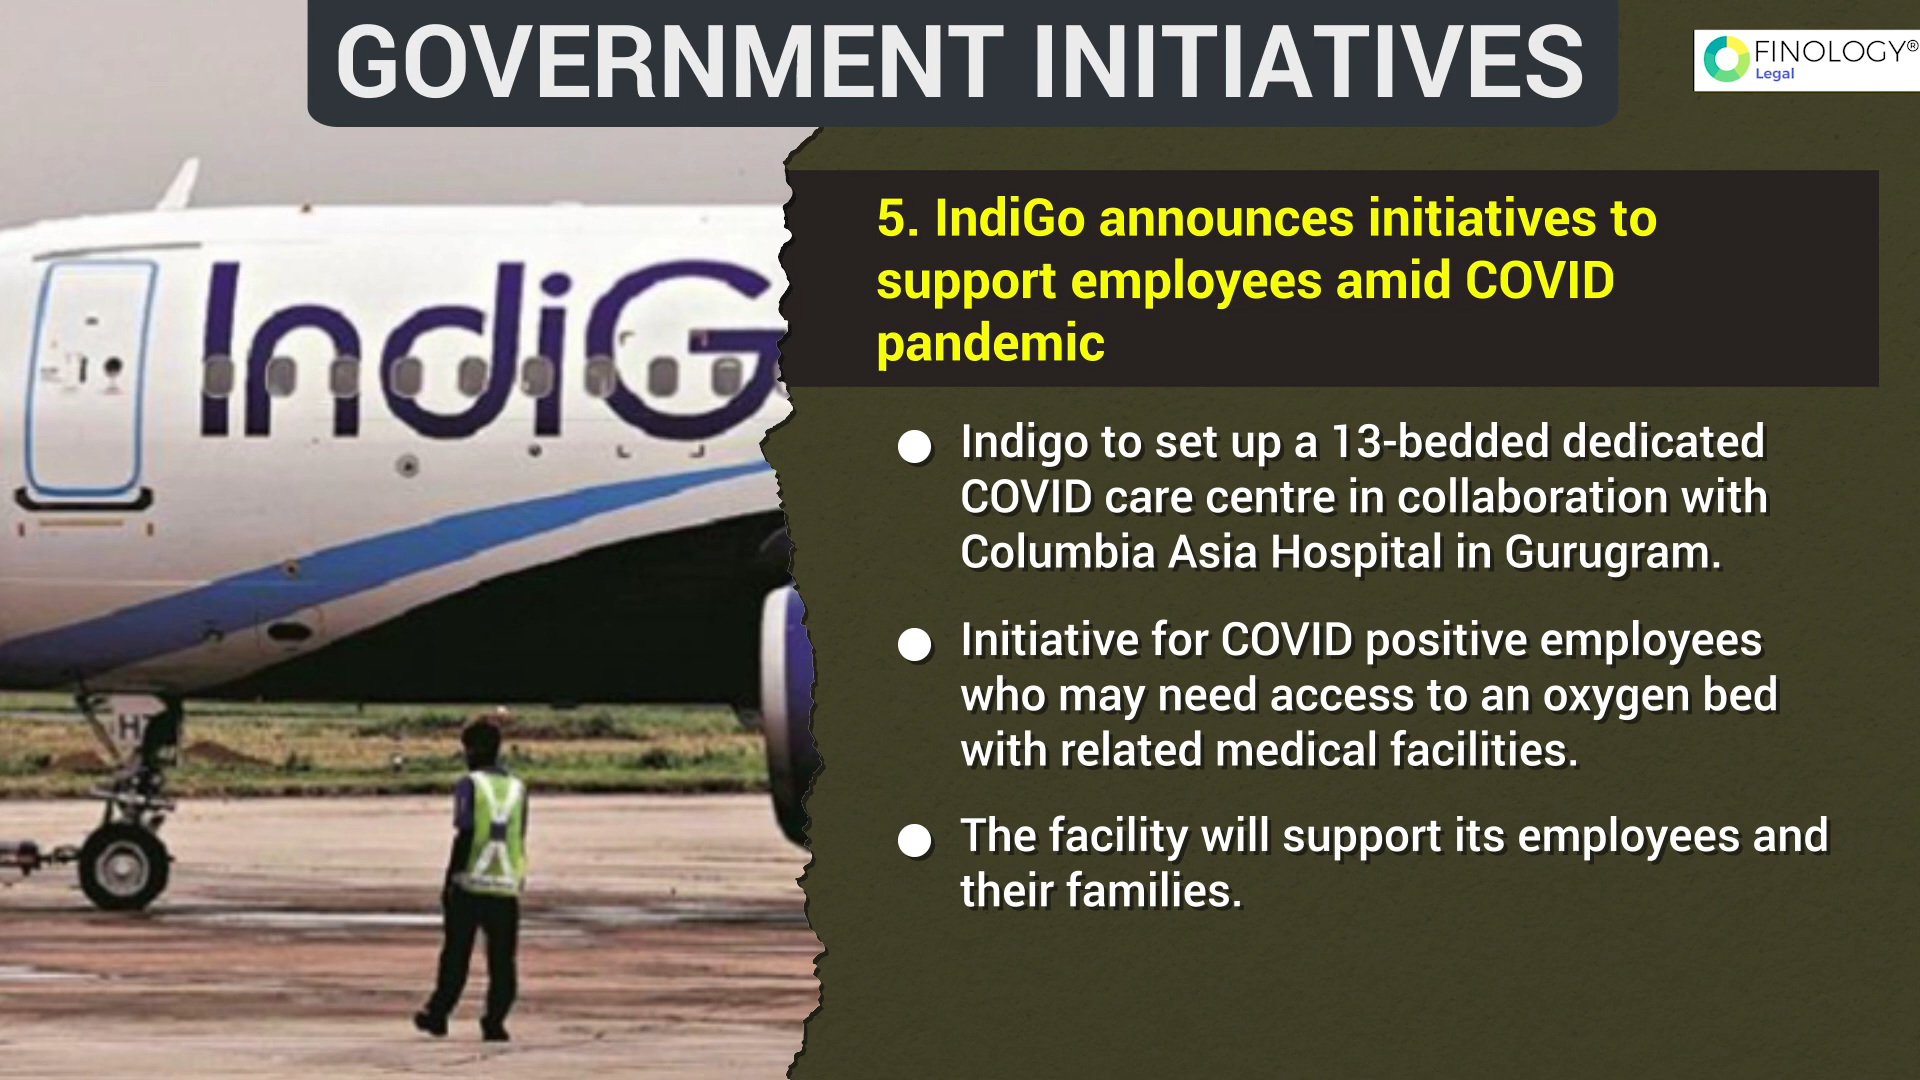 GOVERNMENT INITIATIVES
FINOLOGY®
Legal
5. IndiGo announces initiatives to
support employees amid COVID
pandemic
IndiG
● Indigo to set up a 13-bedded dedicated
COVID care centre in collaboration with
Columbia Asia Hospital in Gurugram.
● Initiative for COVID positive employees
who may need access to an oxygen bed
with related medical facilities.
● The facility will support its employees and
their families.